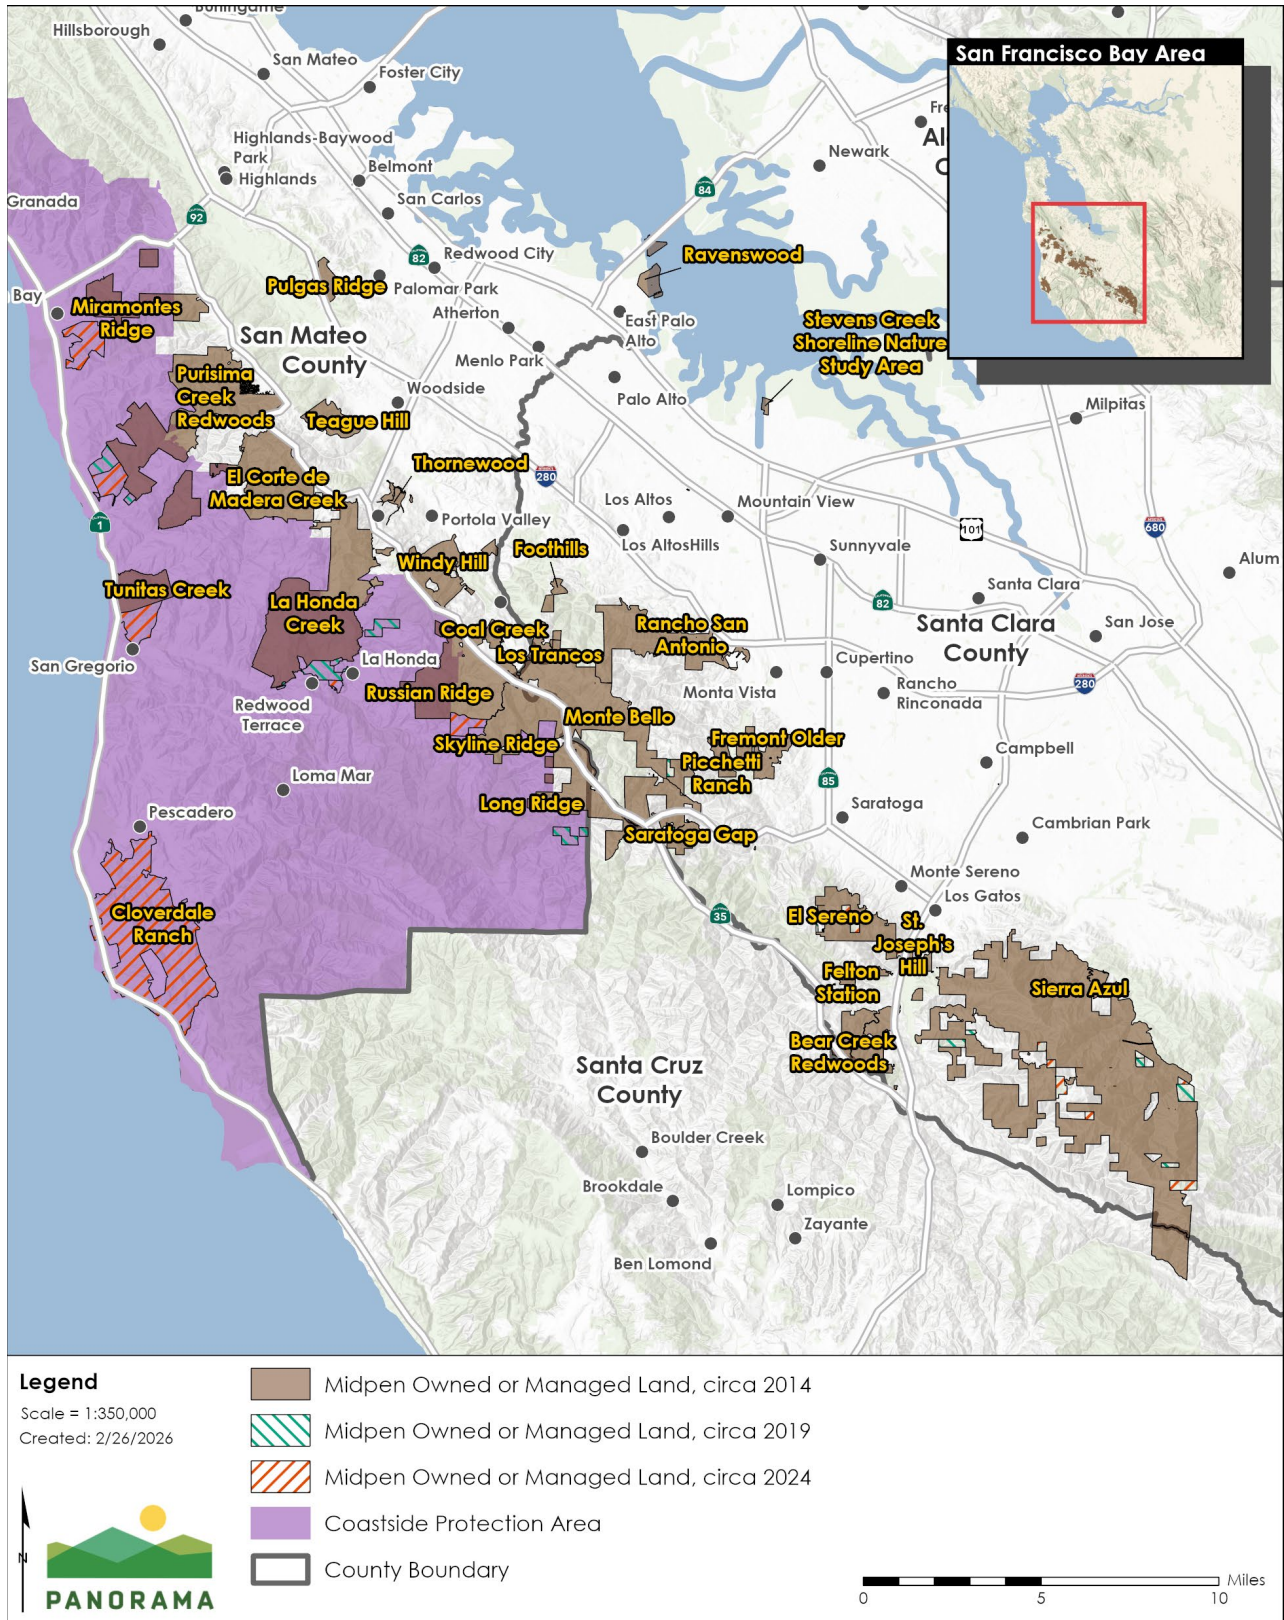 Burlingame
Hillsborough
San Mateo
Foster City
San Francisco Bay Area
Highlands-Baywood
Park
Highlands
Belmont
San Carlos
Newark
84
92
Granada
82
Redwood City
Ravenswood
Pulgas Ridge
Palomar Park
Bay
Miramontes
Ridge
San Mateo
County
Atherton
East Palo
Alto
Menlo Park
Stevens Creek
Shoreline Nature
Study Area
Purisima
Creek
Redwoods
Woodside
Palo Alto
Milpitas
Teague Hill
El Corte de
Madera Creek
Thornewood
280
Los Altos
Mountain View
1
Portola Valley
Los AltosHills
101
680
Windy Hill
Foothills
Sunnyvale
Alum
Tunitas Creek
La Honda
Creek
82
Santa Clara
Santa Clara
County
San Jose
Coal Creek
Los Trancos
Rancho San
Antonio
San Gregorio
La Honda
Cupertino
280
Russian Ridge
Monta Vista
Rancho
Rinconada
Redwood
Terrace
Monte Bello
Skyline Ridge
Fremont Older
Picchetti
Ranch
Campbell
Loma Mar
85
Long Ridge
Saratoga
Pescadero
Saratoga Gap
Cambrian Park
Monte Sereno
Los Gatos
Cloverdale
Ranch
35
El Sereno
St.
Joseph's
Hill
Felton
Station
Sierra Azul
Bear Creek
Redwoods
Santa Cruz
County
Boulder Creek
Brookdale
Lompico
Zayante
Ben Lomond
Legend
Scale = 1:350,000
Created: 2/26/2026
Midpen Owned or Managed Land, circa 2014
Midpen Owned or Managed Land, circa 2019
Midpen Owned or Managed Land, circa 2024
Coastside Protection Area
County Boundary
N
PANORAMA
Miles
0 5 10